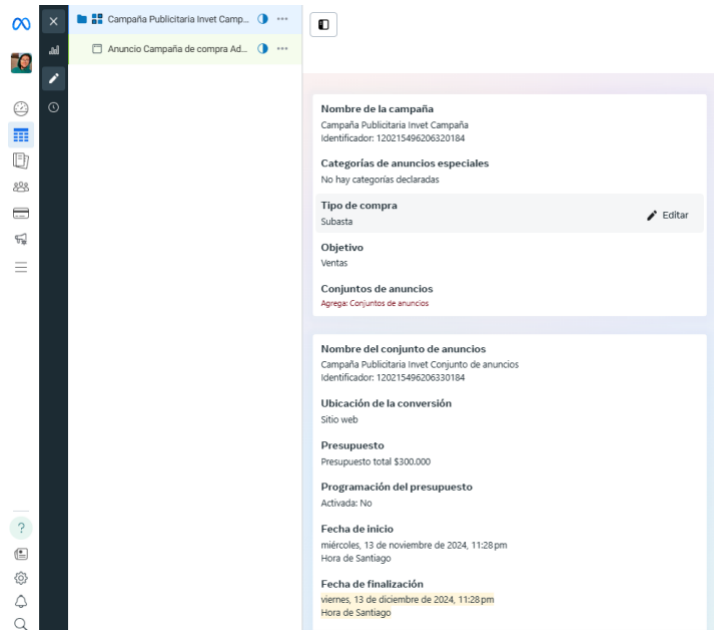 Campaña Publicitaria Invet Camp...
Anuncio Campaña de compra Ad...
Nombre de la campaña
Campaña Publicitaria Invet Campaña
Identificador: 120215496206320184
Categorías de anuncios especiales
No hay categorías declaradas
Tipo de compra
Subasta
Editar
Objetivo
Ventas
Conjuntos de anuncios
Agrega: Conjuntos de anuncios
Nombre del conjunto de anuncios
Campaña Publicitaria Invet Conjunto de anuncios
Identificador: 120215496206330184
Ubicación de la conversión
Sitio web
Presupuesto
Presupuesto total $300.000
Programación del presupuesto
Activada: No
Fecha de inicio
miércoles, 13 de noviembre de 2024, 11:28 pm
Hora de Santiago
Fecha de finalización
viernes, 13 de diciembre de 2024, 11:28 pm
Hora de Santiago